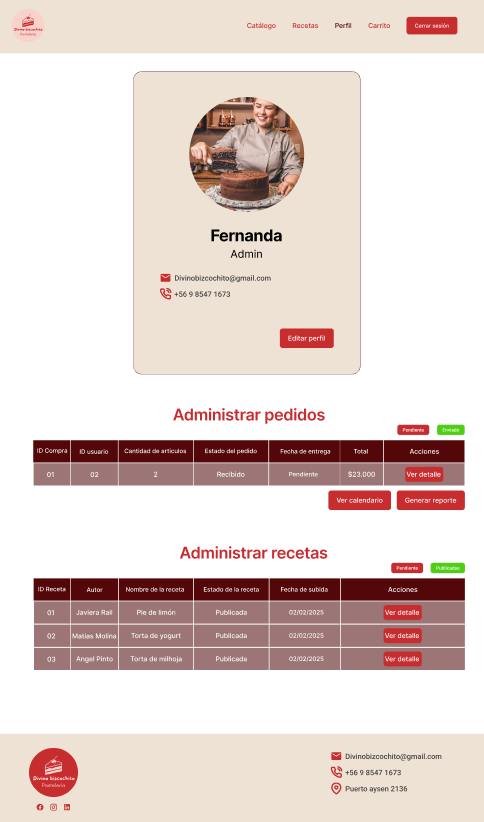 Divino bizcochito
Pastelería
Catálogo Recetas Perfil Carrito Cerrar sesión
Fernanda
Admin
Divinobizcochito@gmail.com
+56 9 8547 1673
Editar perfil
Administrar pedidos
Pendiente Enviado
ID Compra ID usuario Cantidad de articulos Estado del pedido Fecha de entrega Total Acciones
01 02 2 Recibido Pendiente $23.000 Ver detalle
Ver calendario Generar reporte
Administrar recetas
Pendiente Publicadas
ID Receta Autor Nombre de la receta Estado de la receta Fecha de subida Acciones
01 Javiera Rail Pie de limón Publicada 02/02/2025 Ver detalle
02 Matias Molina Torta de yogurt Publicada 02/02/2025 Ver detalle
03 Angel Pinto Torta de milhoja Publicada 02/02/2025 Ver detalle
Divino bizcochito
Pastelería
Divinobizcochito@gmail.com
+56 9 8547 1673
Puerto aysen 2136